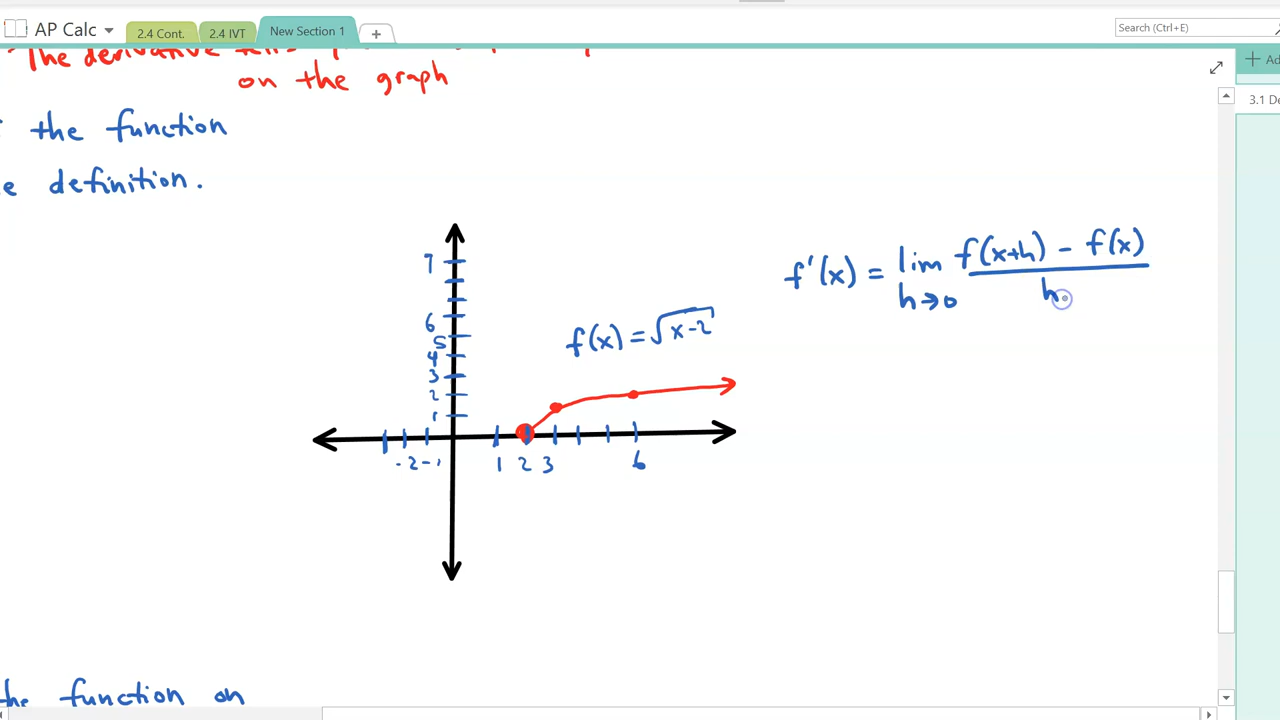 AP Calc
2.4 Cont.
2.4 IVT
New Section 1
Search (Ctrl+E)
The derivative
on the graph
the function
definition.
3.1 De
f'(x) = lim h→0 f(x+h) - f(x) / h
f(x) = √x-2
7
6
5
4
3
2
1
-2 -1 1 2 3 6
the function on